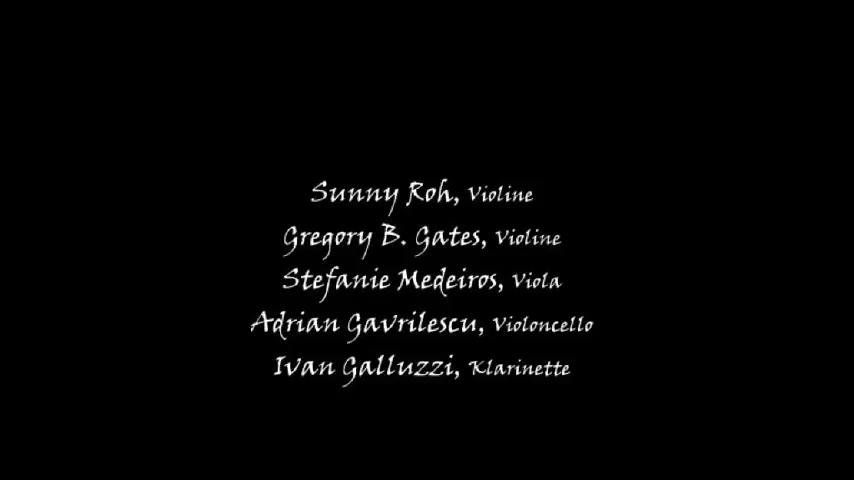 Sunny Roh, Violine
Gregory B. Gates, Violine
Stefanie Medeiros, Viola
Adrian Gavrilescu, Violoncello
Ivan Galluzzi, Klarinette